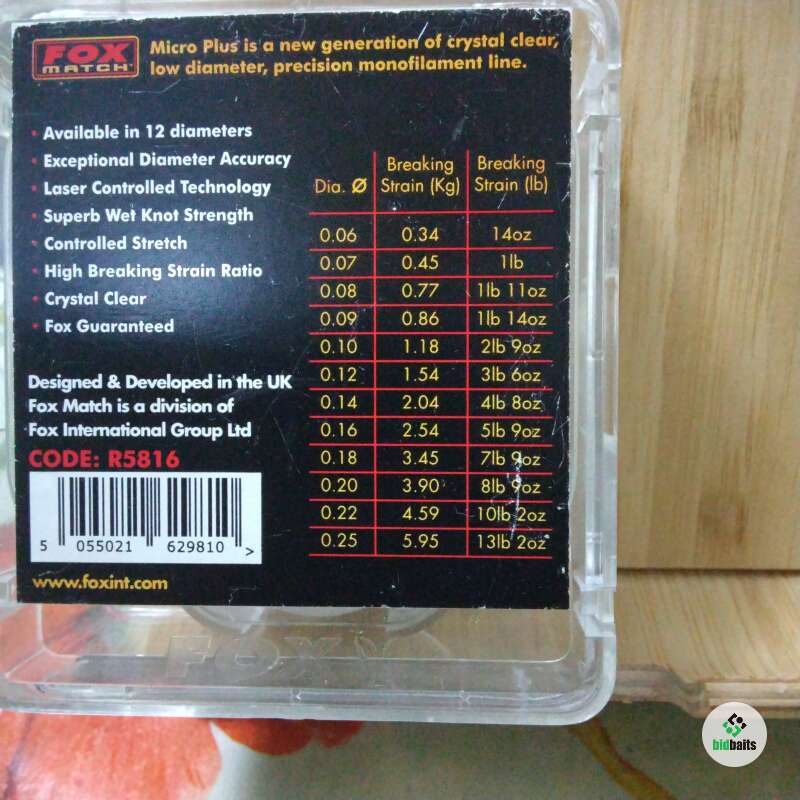 FOX
MATCH
Micro Plus is a new generation of crystal clear,
low diameter, precision monofilament line.
· Available in 12 diameters
· Exceptional Diameter Accuracy
· Laser Controlled Technology
· Superb Wet Knot Strength
· Controlled Stretch
· High Breaking Strain Ratio
· Crystal Clear
· Fox Guaranteed
Designed & Developed in the UK
Fox Match is a division of
Fox International Group Ltd
CODE: R5816
5 055021 629810 >
www.foxint.com
Dia. Ø Breaking Strain (Kg) Breaking Strain (lb)
0.06 0.34 14oz
0.07 0.45 1lb
0.08 0.77 1lb 11oz
0.09 0.86 1lb 14oz
0.10 1.18 2lb 9oz
0.12 1.54 3lb 6oz
0.14 2.04 4lb 8oz
0.16 2.54 5lb 9oz
0.18 3.45 7lb 9oz
0.20 3.90 8lb 9oz
0.22 4.59 10lb 2oz
0.25 5.95 13lb 2oz
FOX
bidbaits